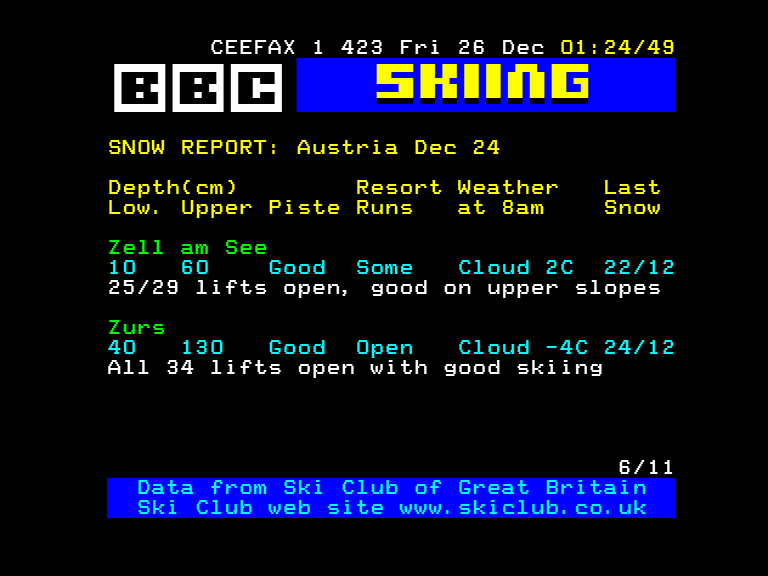 CEEFAX 1 423 Fri 26 Dec 01:24/49
BBC SKIING
SNOW REPORT: Austria Dec 24
Depth(cm) Resort Weather Last
Low. Upper Piste Runs at 8am Snow
Zell am See
10 60 Good Some Cloud 2C 22/12
25/29 lifts open, good on upper slopes
Zurs
40 130 Good Open Cloud -4C 24/12
All 34 lifts open with good skiing
6/11
Data from Ski Club of Great Britain
Ski Club web site www.skiclub.co.uk